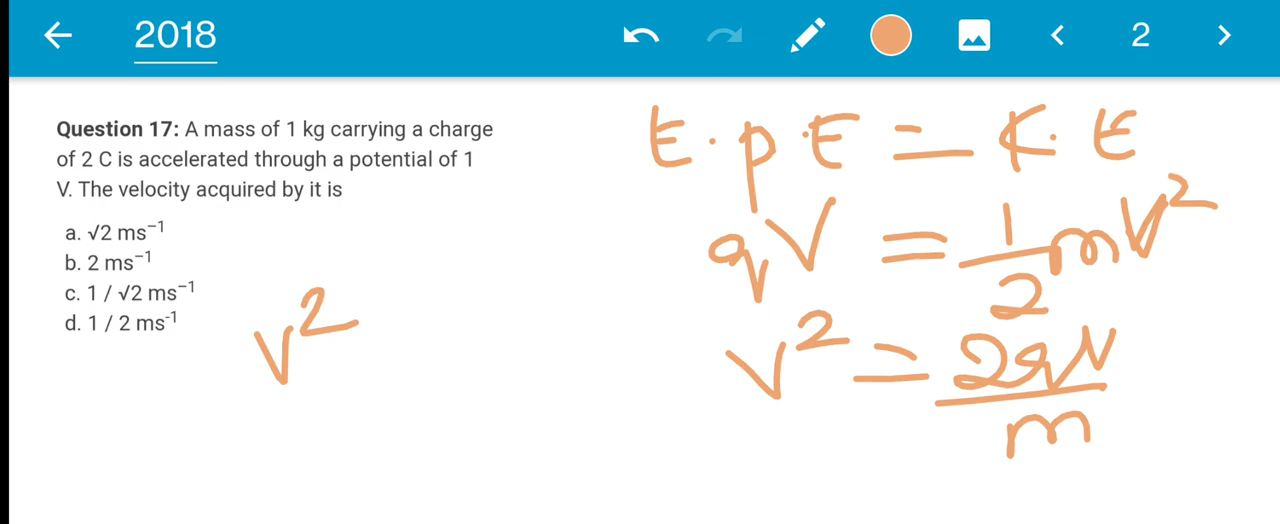 2018
2
Question 17: A mass of 1 kg carrying a charge
of 2 C is accelerated through a potential of 1
V. The velocity acquired by it is
a. √2 ms⁻¹
b. 2 ms⁻¹
c. 1 / √2 ms⁻¹
d. 1 / 2 ms⁻¹
v²
E.P.E = K.E
qV = 1/2 mV²
v² = 2qV/m